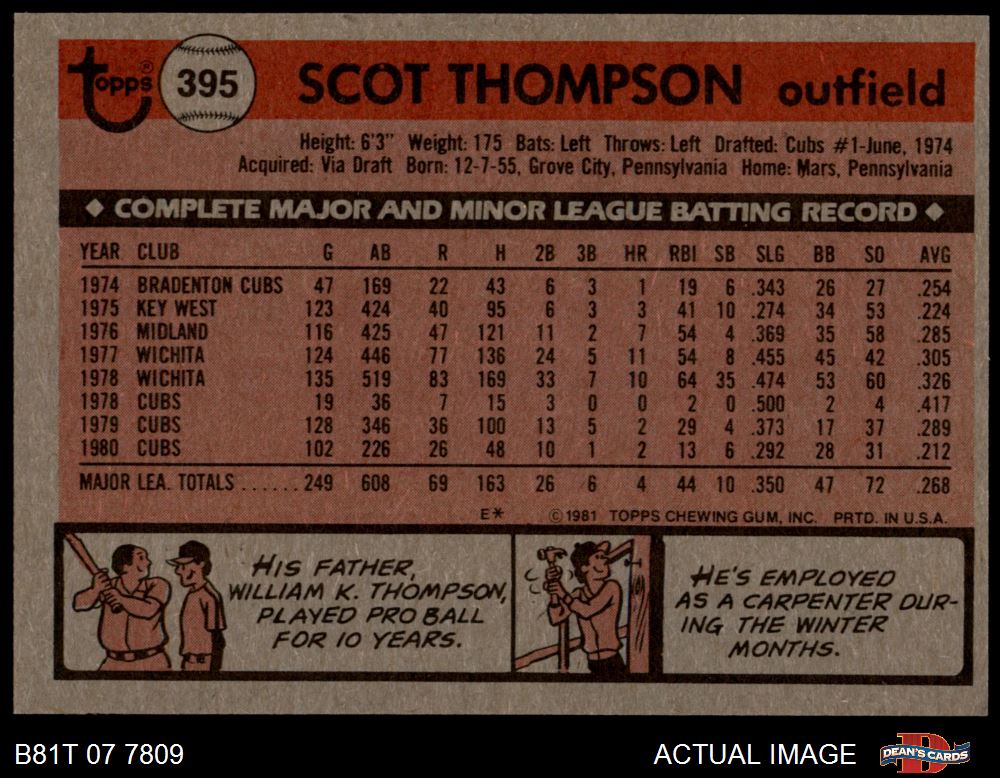 topps® 395 SCOT THOMPSON outfield
Height: 6'3" Weight: 175 Bats: Left Throws: Left Drafted: Cubs #1-June, 1974
Acquired: Via Draft Born: 12-7-55, Grove City, Pennsylvania Home: Mars, Pennsylvania
◆ COMPLETE MAJOR AND MINOR LEAGUE BATTING RECORD ◆
YEAR CLUB G AB R H 2B 3B HR RBI SB SLG BB SO AVG
1974 BRADENTON CUBS 47 169 22 43 6 3 1 19 6 .343 26 27 .254
1975 KEY WEST 123 424 40 95 6 3 3 41 10 .274 34 53 .224
1976 MIDLAND 116 425 47 121 11 2 7 54 4 .369 35 58 .285
1977 WICHITA 124 446 77 136 24 5 11 54 8 .455 45 42 .305
1978 WICHITA 135 519 83 169 33 7 10 64 35 .474 53 60 .326
1978 CUBS 19 36 7 15 3 0 0 2 0 .500 2 4 .417
1979 CUBS 128 346 36 100 13 5 2 29 4 .373 17 37 .289
1980 CUBS 102 226 26 48 10 1 2 13 6 .292 28 31 .212
MAJOR LEA. TOTALS ...... 249 608 69 163 26 6 4 44 10 .350 47 72 .268
E* © 1981 TOPPS CHEWING GUM, INC. PRTD. IN U.S.A.
HIS FATHER,
WILLIAM K. THOMPSON,
PLAYED PRO BALL
FOR 10 YEARS.
HE'S EMPLOYED
AS A CARPENTER DUR-
ING THE WINTER
MONTHS.
B81T 07 7809 ACTUAL IMAGE D DEAN'S CARDS